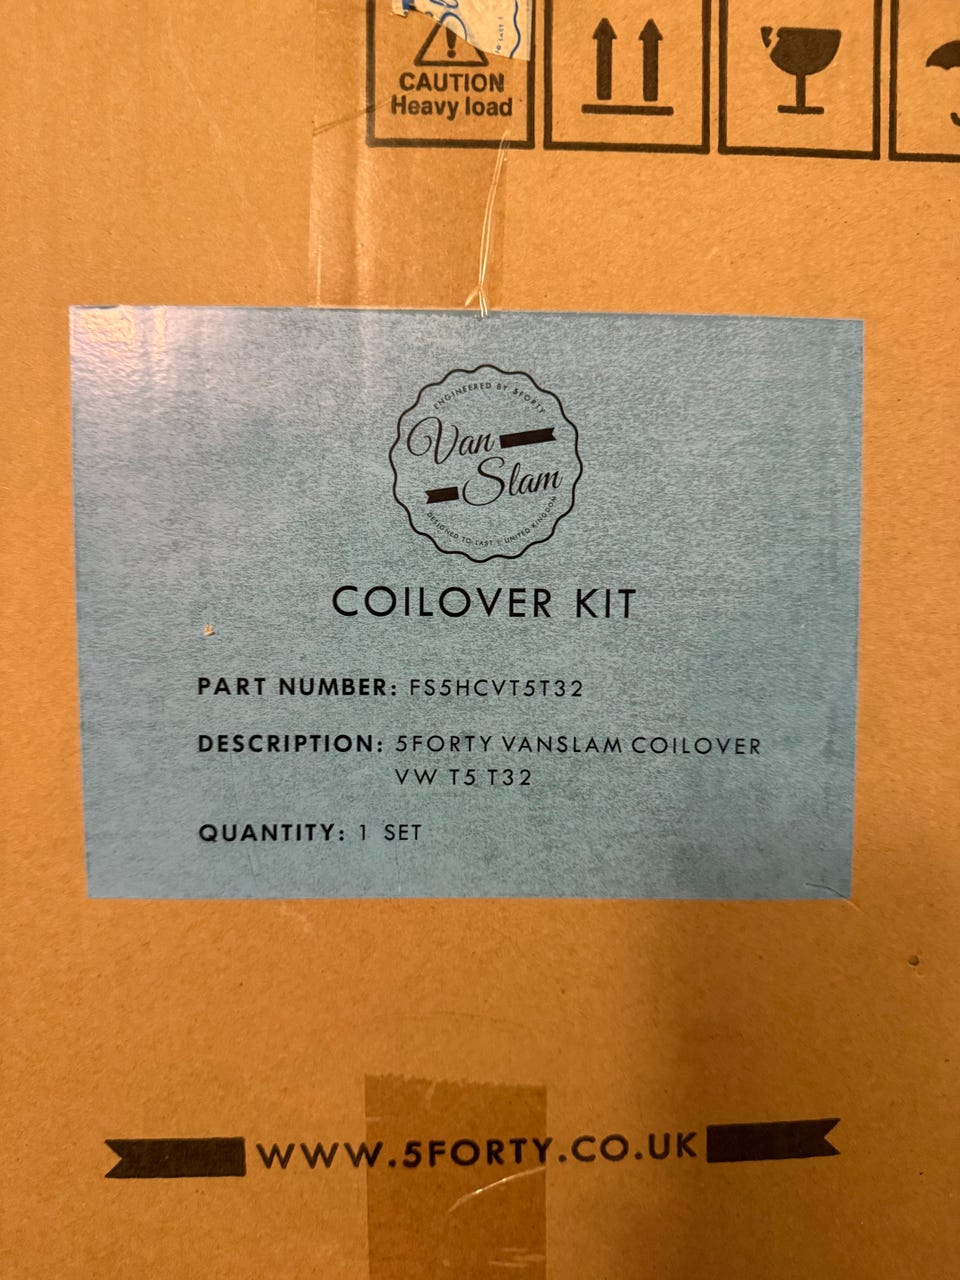 CAUTION
Heavy load
ENGINEERED BY 5FORTY
Van
Slam
DESIGNED TO LAST | UNITED KINGDOM
COILOVER KIT
PART NUMBER: FS5HCVT5T32
DESCRIPTION: 5FORTY VANSLAM COILOVER
VW T5 T32
QUANTITY: 1 SET
WWW.5FORTY.CO.UK